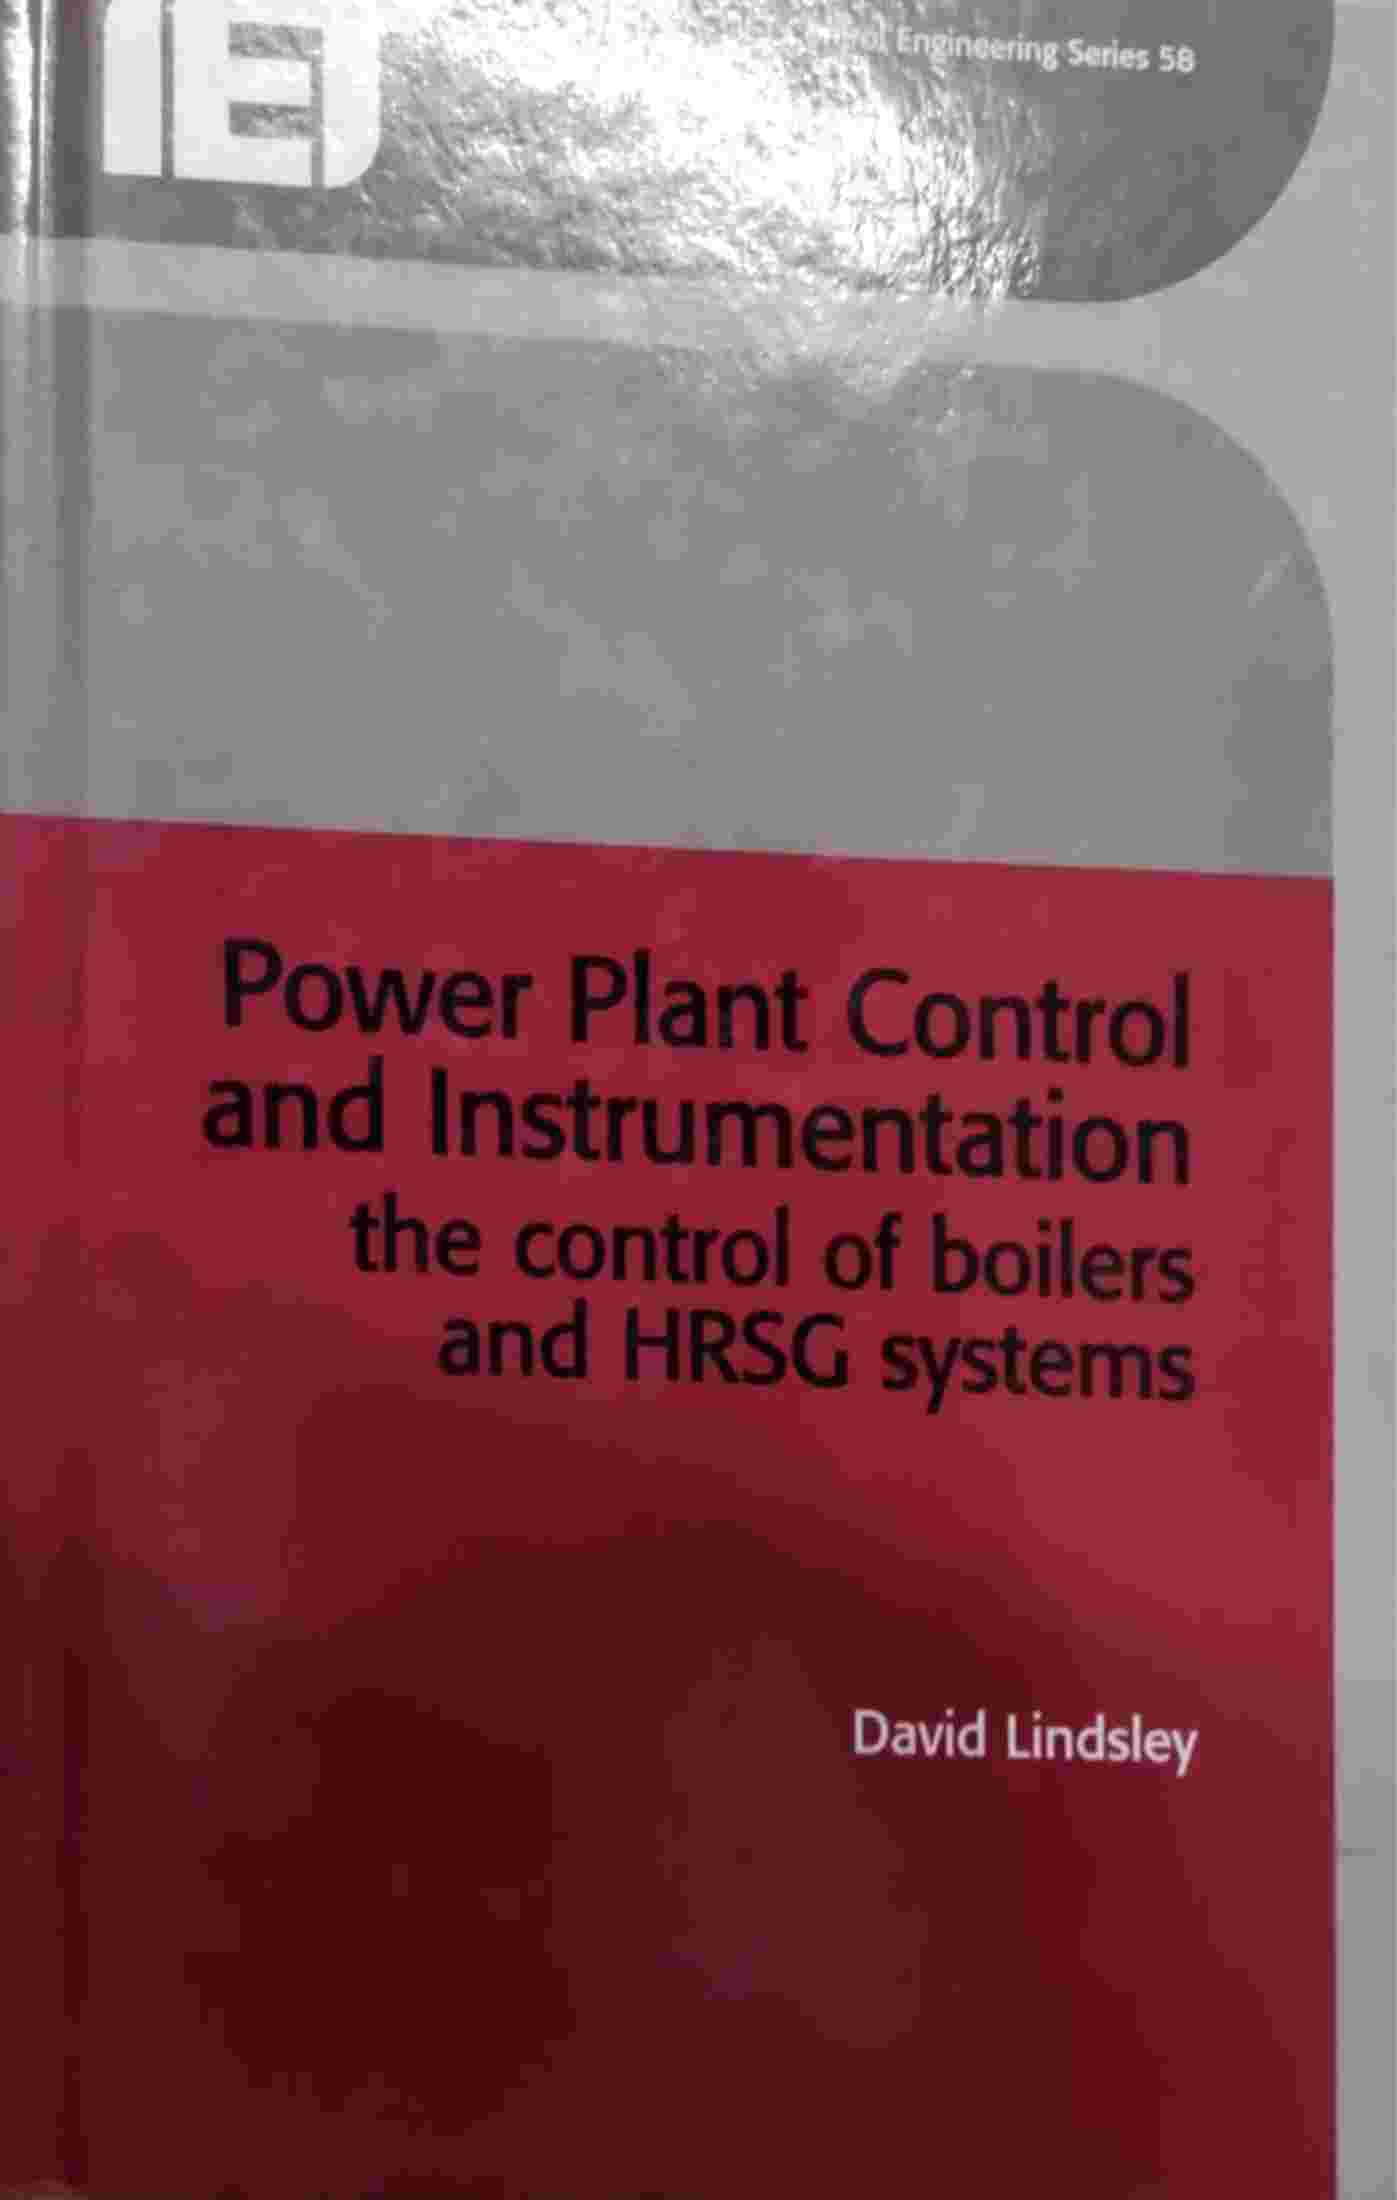 Engineering Series 58
Power Plant Control
and Instrumentation
the control of boilers
and HRSG systems
David Lindsley